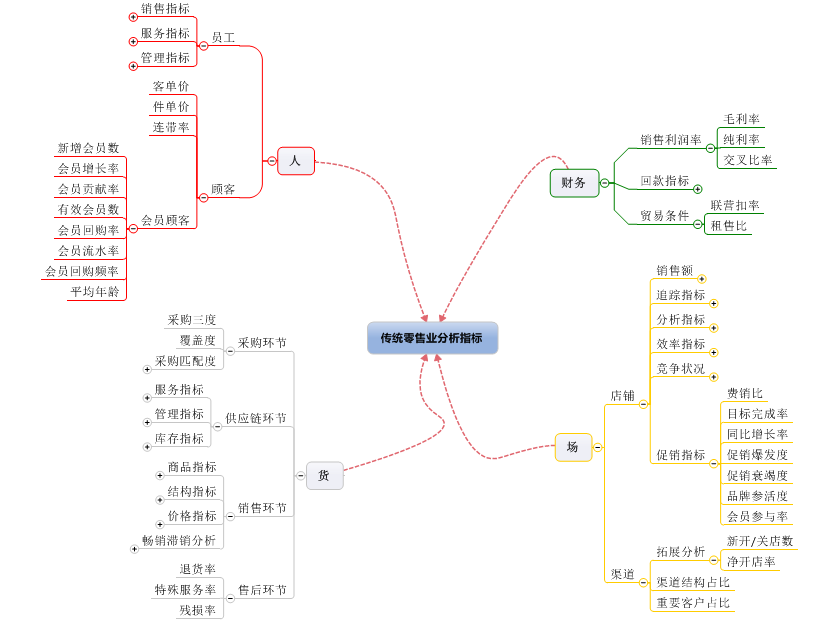 传统零售业分析指标
人
员工
销售指标
服务指标
管理指标
顾客
客单价
件单价
连带率
会员顾客
新增会员数
会员增长率
会员贡献率
有效会员数
会员回购率
会员流水率
会员回购频率
平均年龄
财务
销售利润率
毛利率
纯利率
交叉比率
回款指标
贸易条件
联营扣率
租售比
货
采购环节
采购三度
覆盖度
采购匹配度
供应链环节
服务指标
管理指标
库存指标
销售环节
商品指标
结构指标
价格指标
畅销滞销分析
售后环节
退货率
特殊服务率
残损率
场
店铺
销售额
追踪指标
分析指标
效率指标
竞争状况
促销指标
费销比
目标完成率
同比增长率
促销爆发度
促销衰竭度
品牌参活度
会员参与率
渠道
拓展分析
新开/关店数
净开店率
渠道结构占比
重要客户占比